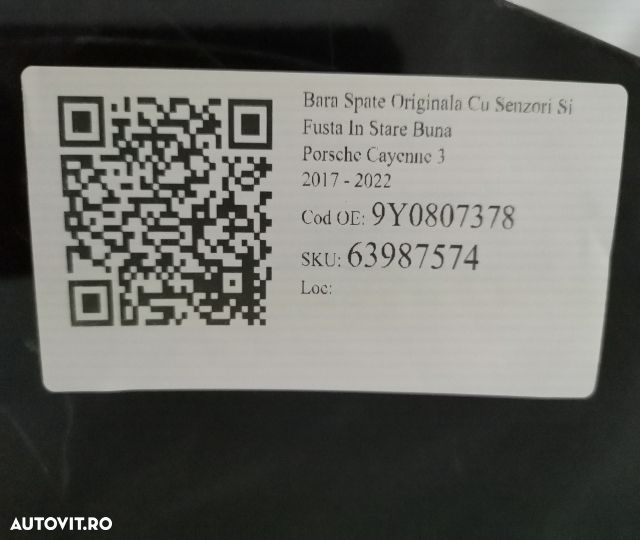 Bara Spate Originala Cu Senzori Si
Fusta In Stare Buna
Porsche Cayenne 3
2017 - 2022
Cod OE: 9Y0807378
SKU: 63987574
Loc:
AUTOVIT.RO